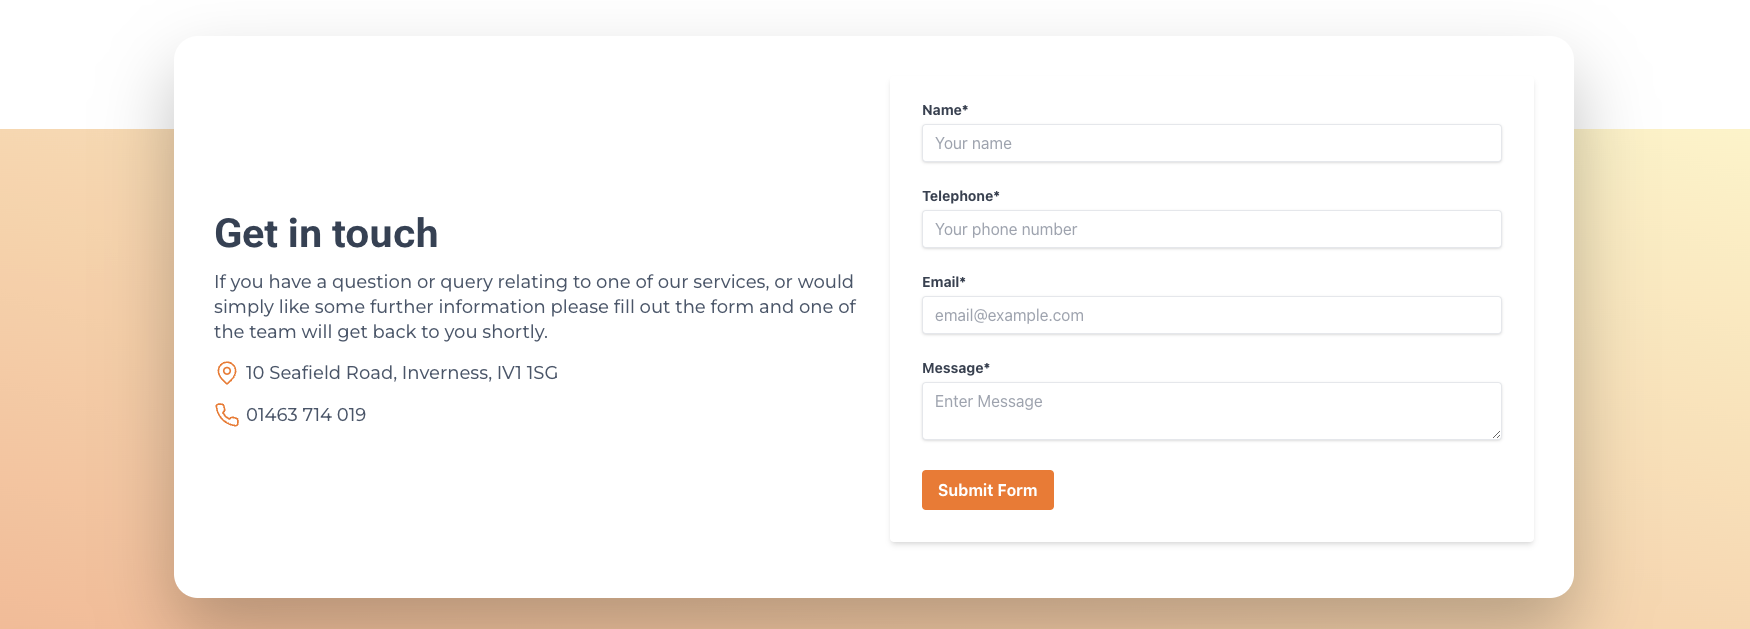 Get in touch
If you have a question or query relating to one of our services, or would
simply like some further information please fill out the form and one of
the team will get back to you shortly.
10 Seafield Road, Inverness, IV1 1SG
01463 714 019
Name*
Your name
Telephone*
Your phone number
Email*
email@example.com
Message*
Enter Message
Submit Form